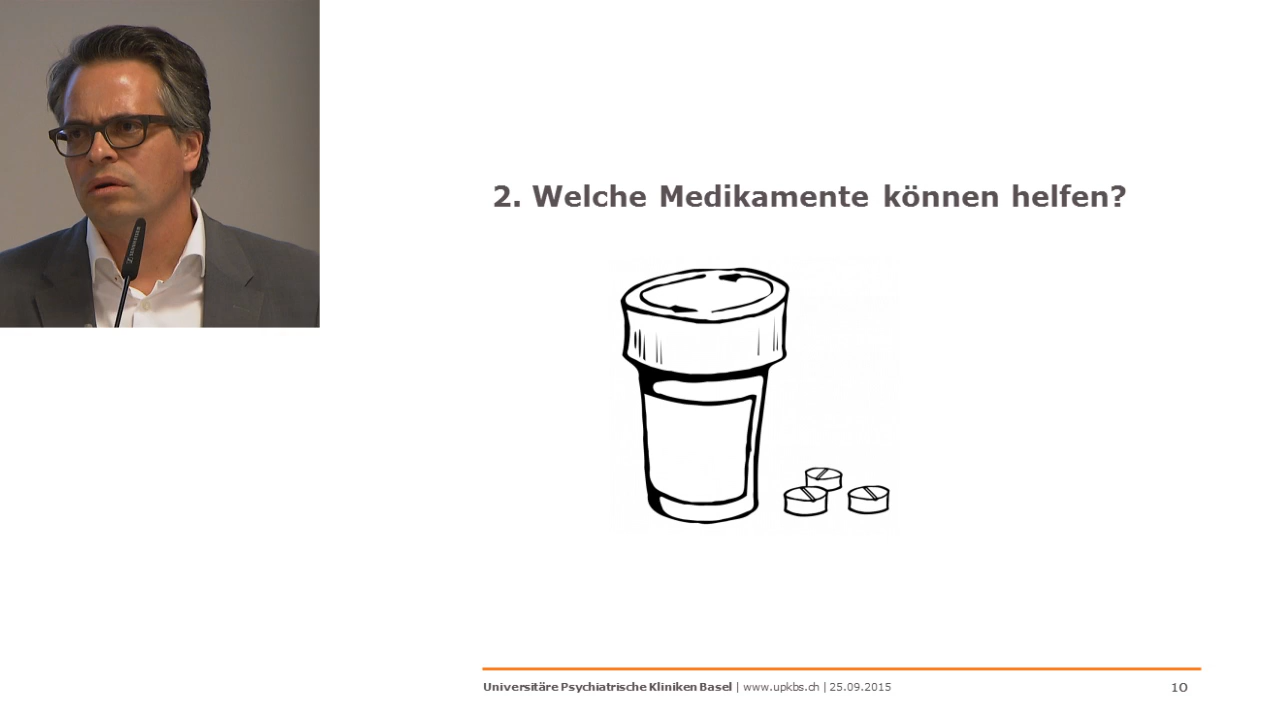 2. Welche Medikamente können helfen?
Universitäre Psychiatrische Kliniken Basel | www.upkbs.ch | 25.09.2015
10